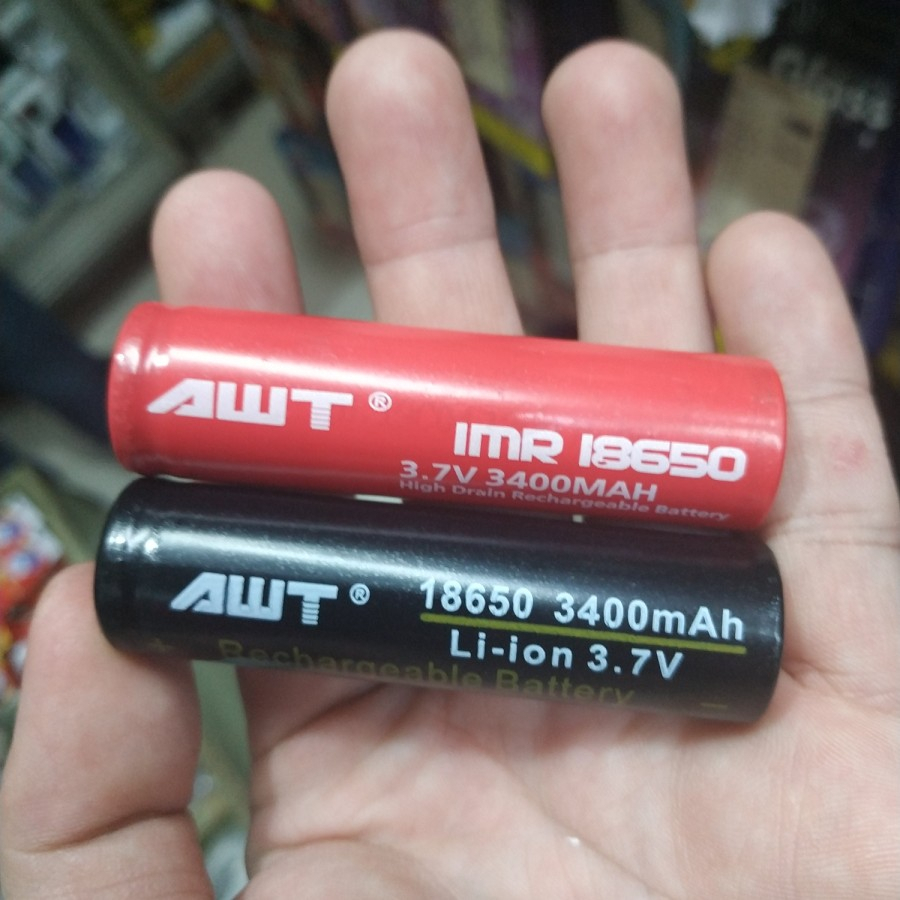 AWT®
IMR 18650
3.7V 3400MAH
High Drain Rechargeable Battery
AWT®
18650 3400mAh
Li-ion 3.7V
+ Rechargeable Battery −